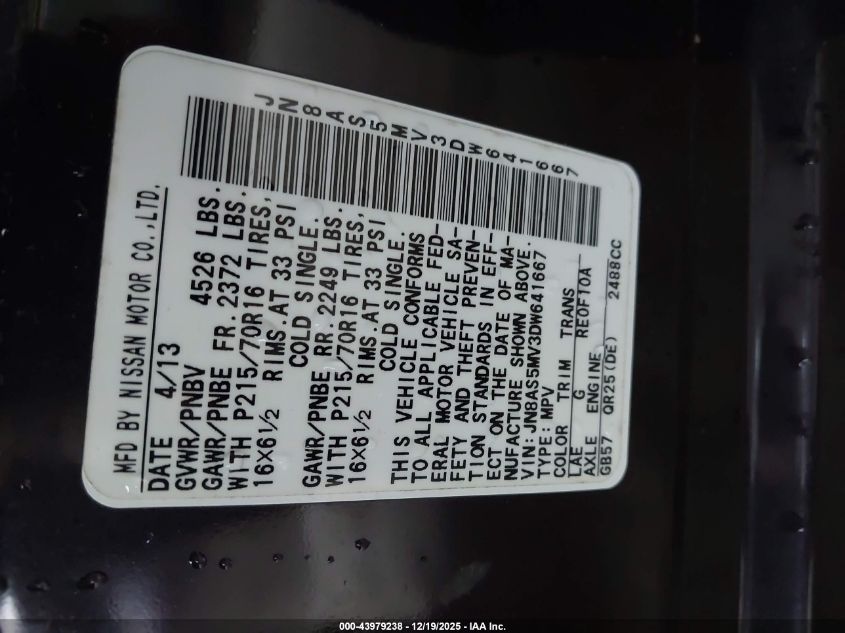 MFD BY NISSAN MOTOR CO.,LTD.
DATE 4/13
GVWR/PNBV 4526 LBS.
GAWR/PNBE FR.2372 LBS.
WITH P215/70R16 TIRES,
16X6½ RIMS.AT 33 PSI
COLD SINGLE.
GAWR/PNBE RR.2249 LBS.
WITH P215/70R16 TIRES,
16X6½ RIMS.AT 33 PSI
COLD SINGLE.
THIS VEHICLE CONFORMS
TO ALL APPLICABLE FED-
ERAL MOTOR VEHICLE SA-
FETY AND THEFT PREVEN-
TION STANDARDS IN EFF-
ECT ON THE DATE OF MA-
NUFACTURE SHOWN ABOVE.
VIN:JN8AS5MV3DW641667
TYPE: MPV
COLOR TRIM TRANS
LAE G RE0F10A
AXLE ENGINE
GB57 QR25(DE) 2488CC
JN8AS5MV3DW641667
000-43979238 - 12/19/2025 - IAA Inc.